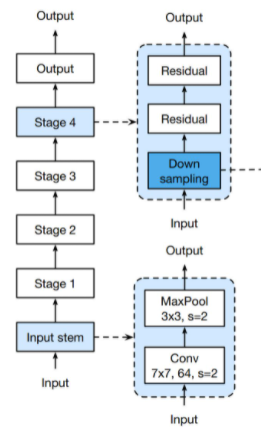 Output
Output
Stage 4
Stage 3
Stage 2
Stage 1
Input stem
Input
Output
Residual
Residual
Down
sampling
Input
Output
MaxPool
3x3, s=2
Conv
7x7, 64, s=2
Input